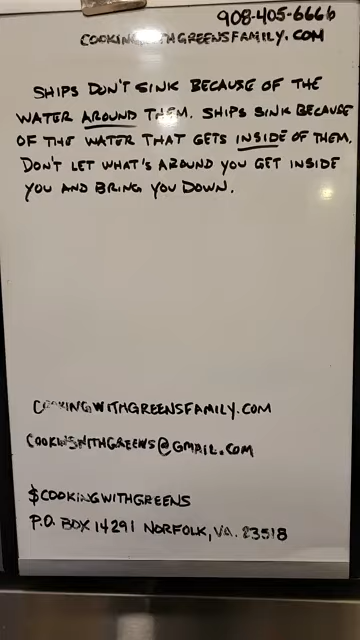 908-405-6666
COOKINGWITHGREENSFAMILY.COM
SHIPS DON'T SINK BECAUSE OF THE
WATER AROUND THEM. SHIPS SINK BECAUSE
OF THE WATER THAT GETS INSIDE OF THEM.
DON'T LET WHAT'S AROUND YOU GET INSIDE
YOU AND BRING YOU DOWN.
COOKINGWITHGREENSFAMILY.COM
COOKINGWITHGREENS@GMAIL.COM
$COOKINGWITHGREENS
P.O. BOX 14291 NORFOLK, VA. 23518